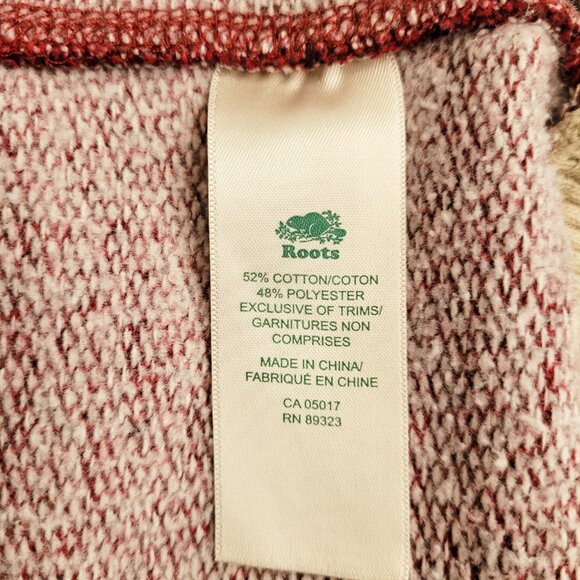 Roots
52% COTTON/COTON
48% POLYESTER
EXCLUSIVE OF TRIMS/
GARNITURES NON
COMPRISES
MADE IN CHINA/
FABRIQUÉ EN CHINE
CA 05017
RN 89323